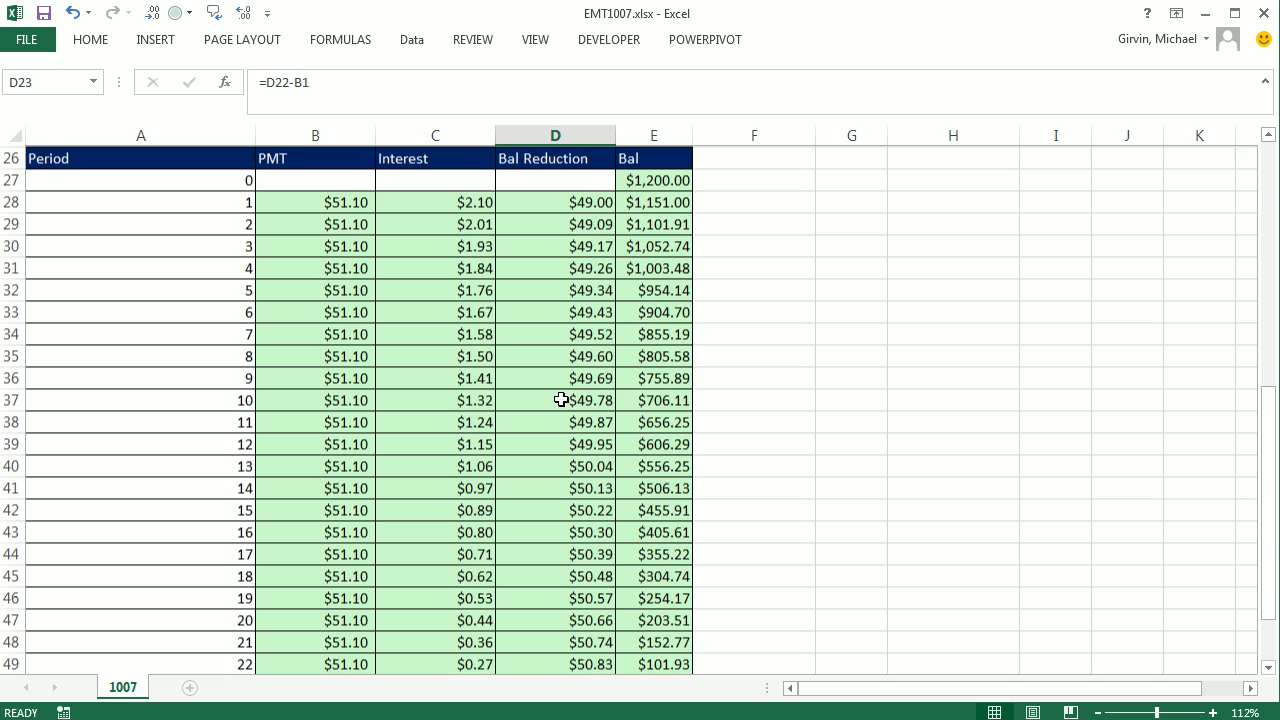 EMT1007.xlsx - Excel
FILE HOME INSERT PAGE LAYOUT FORMULAS Data REVIEW VIEW DEVELOPER POWERPIVOT Girvin, Michael
D23 fx =D22-B1
A B C D E F G H I J K
26 Period PMT Interest Bal Reduction Bal
27 0 $1,200.00
28 1 $51.10 $2.10 $49.00 $1,151.00
29 2 $51.10 $2.01 $49.09 $1,101.91
30 3 $51.10 $1.93 $49.17 $1,052.74
31 4 $51.10 $1.84 $49.26 $1,003.48
32 5 $51.10 $1.76 $49.34 $954.14
33 6 $51.10 $1.67 $49.43 $904.70
34 7 $51.10 $1.58 $49.52 $855.19
35 8 $51.10 $1.50 $49.60 $805.58
36 9 $51.10 $1.41 $49.69 $755.89
37 10 $51.10 $1.32 $49.78 $706.11
38 11 $51.10 $1.24 $49.87 $656.25
39 12 $51.10 $1.15 $49.95 $606.29
40 13 $51.10 $1.06 $50.04 $556.25
41 14 $51.10 $0.97 $50.13 $506.13
42 15 $51.10 $0.89 $50.22 $455.91
43 16 $51.10 $0.80 $50.30 $405.61
44 17 $51.10 $0.71 $50.39 $355.22
45 18 $51.10 $0.62 $50.48 $304.74
46 19 $51.10 $0.53 $50.57 $254.17
47 20 $51.10 $0.44 $50.66 $203.51
48 21 $51.10 $0.36 $50.74 $152.77
49 22 $51.10 $0.27 $50.83 $101.93
1007
READY 112%